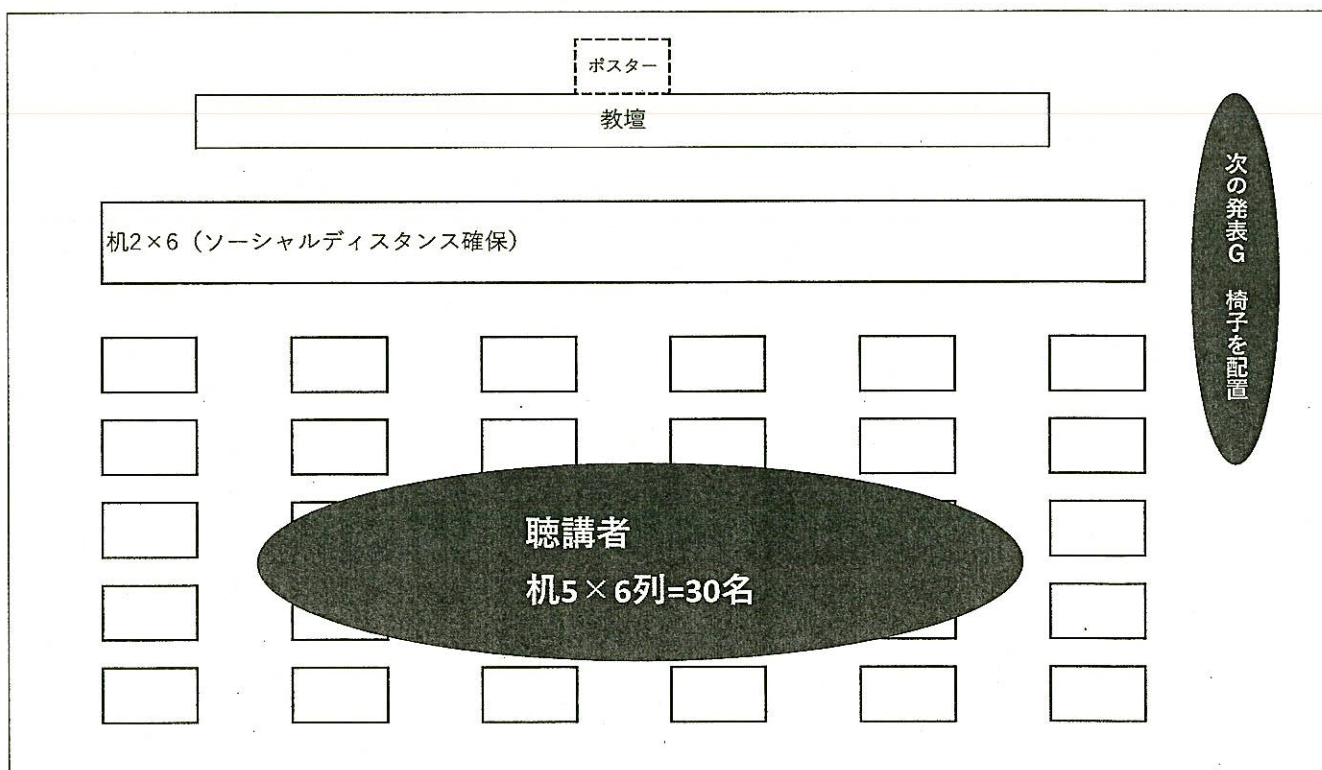 ポスター
教壇
机2×6（ソーシャルディスタンス確保）
次の発表G　椅子を配置
聴講者
机5×6列=30名